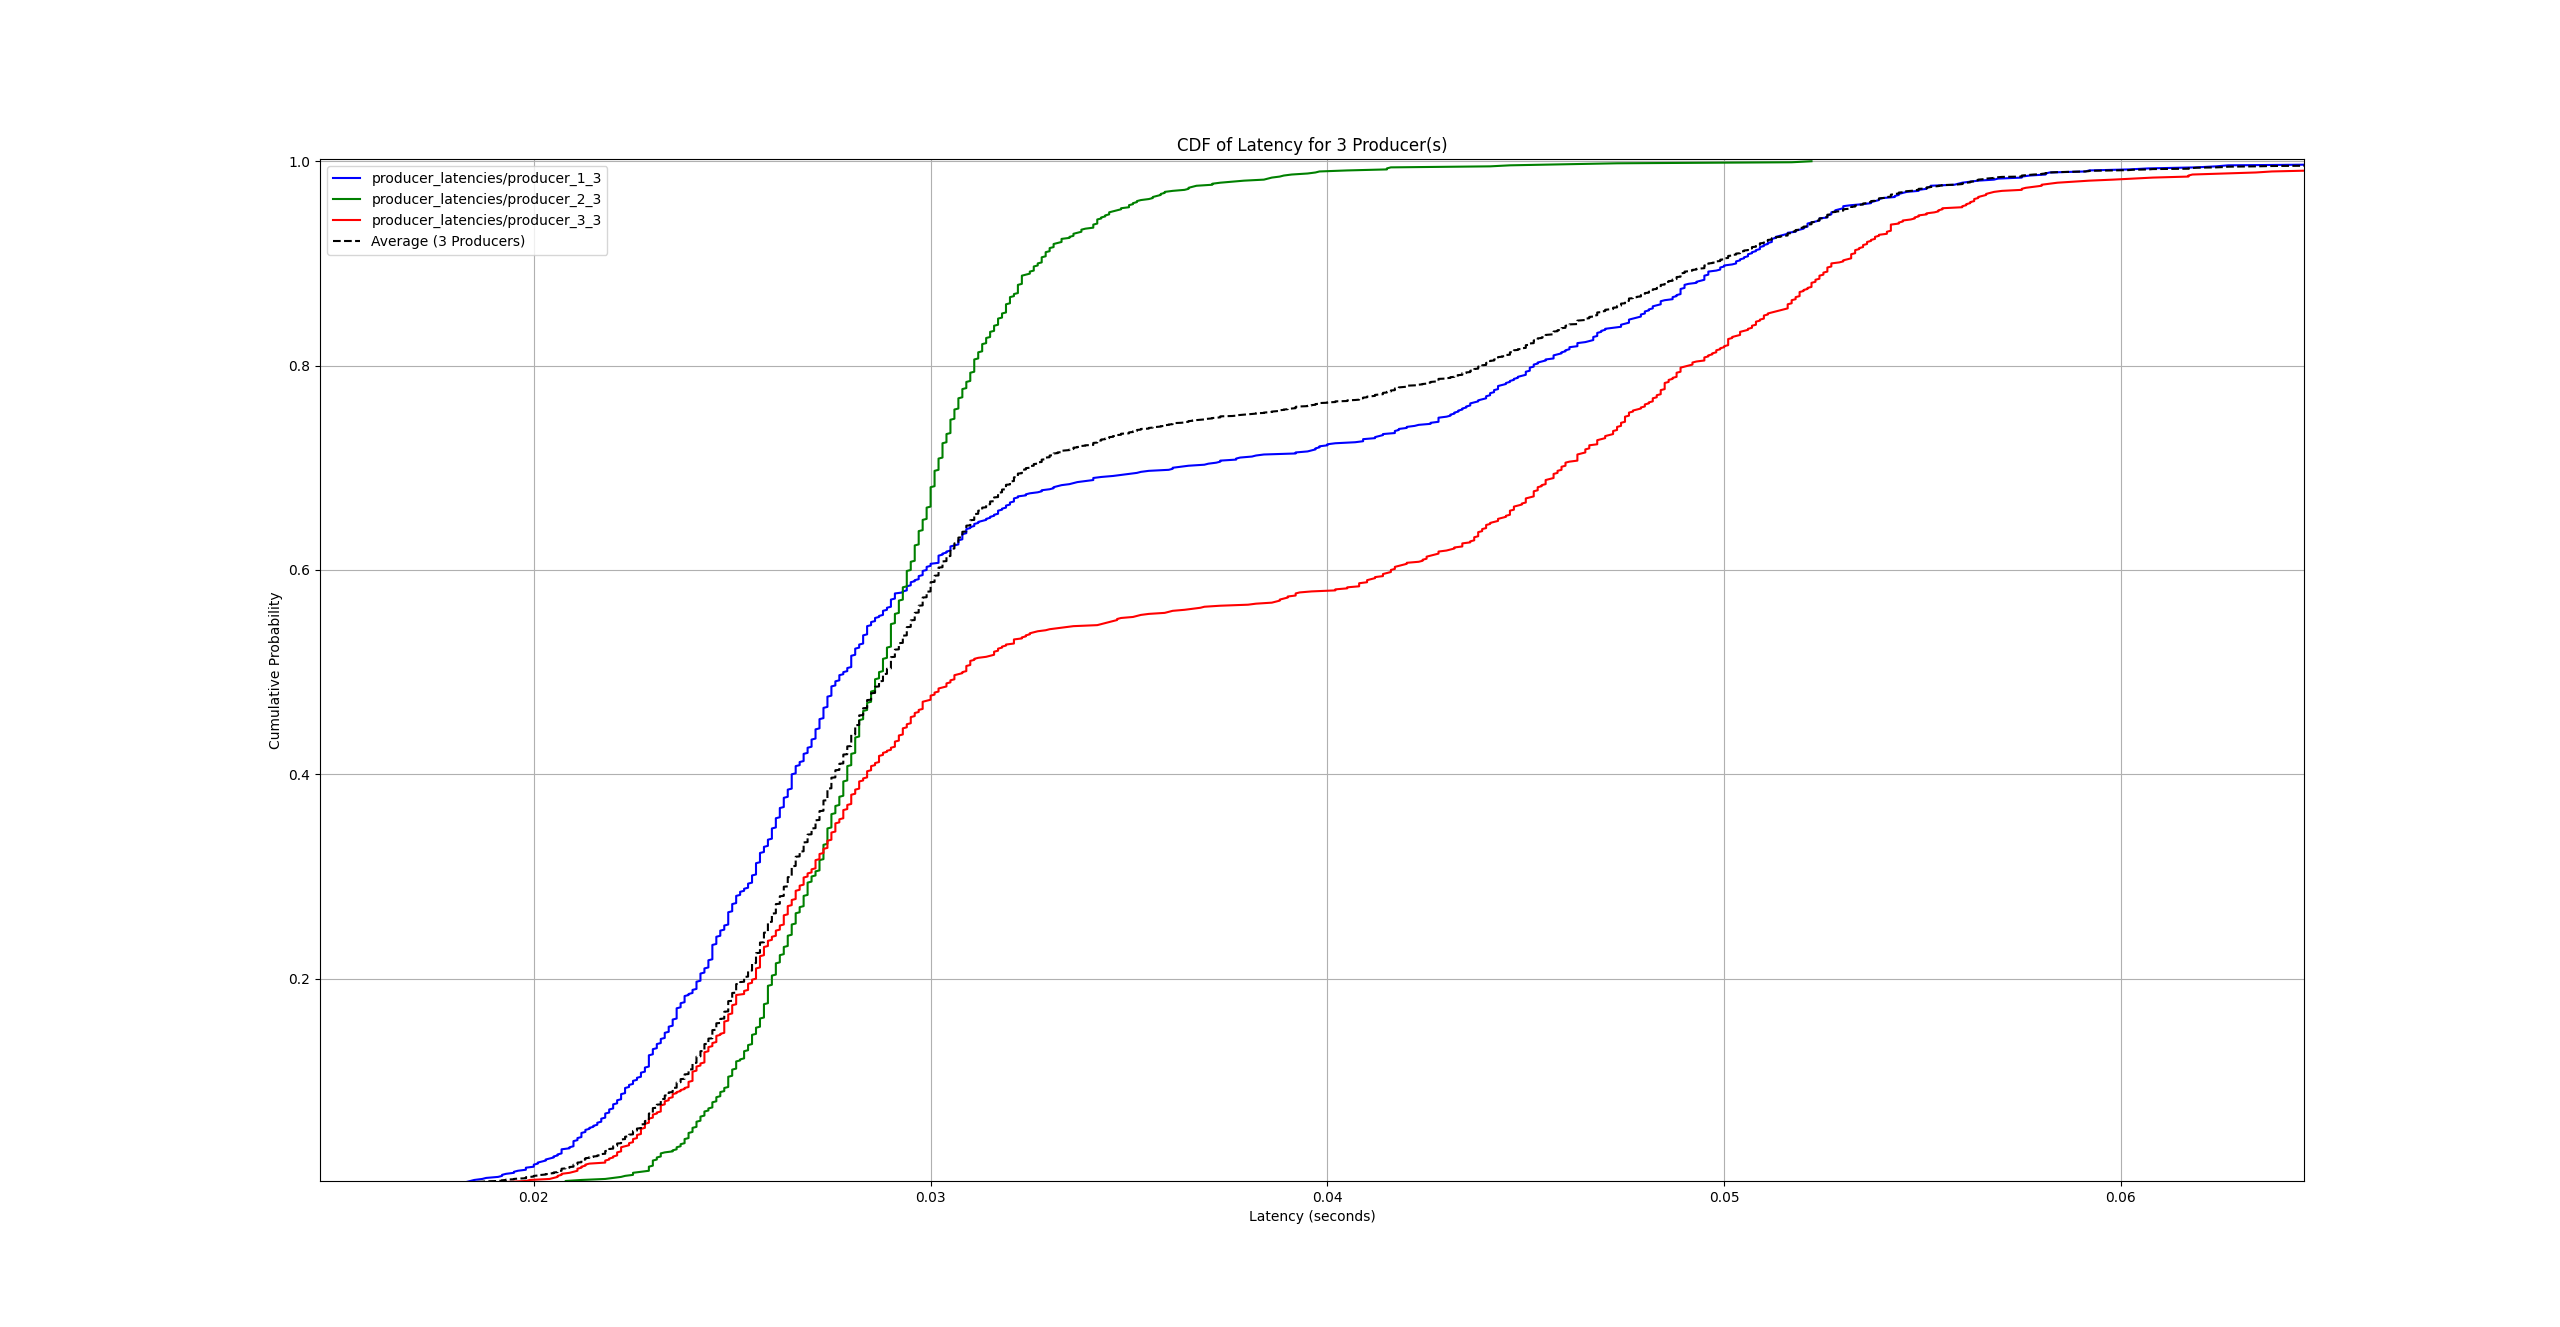 CDF of Latency for 3 Producer(s)
producer_latencies/producer_1_3
producer_latencies/producer_2_3
producer_latencies/producer_3_3
Average (3 Producers)
1.0
0.8
0.6
0.4
0.2
Cumulative Probability
0.02 0.03 0.04 0.05 0.06
Latency (seconds)